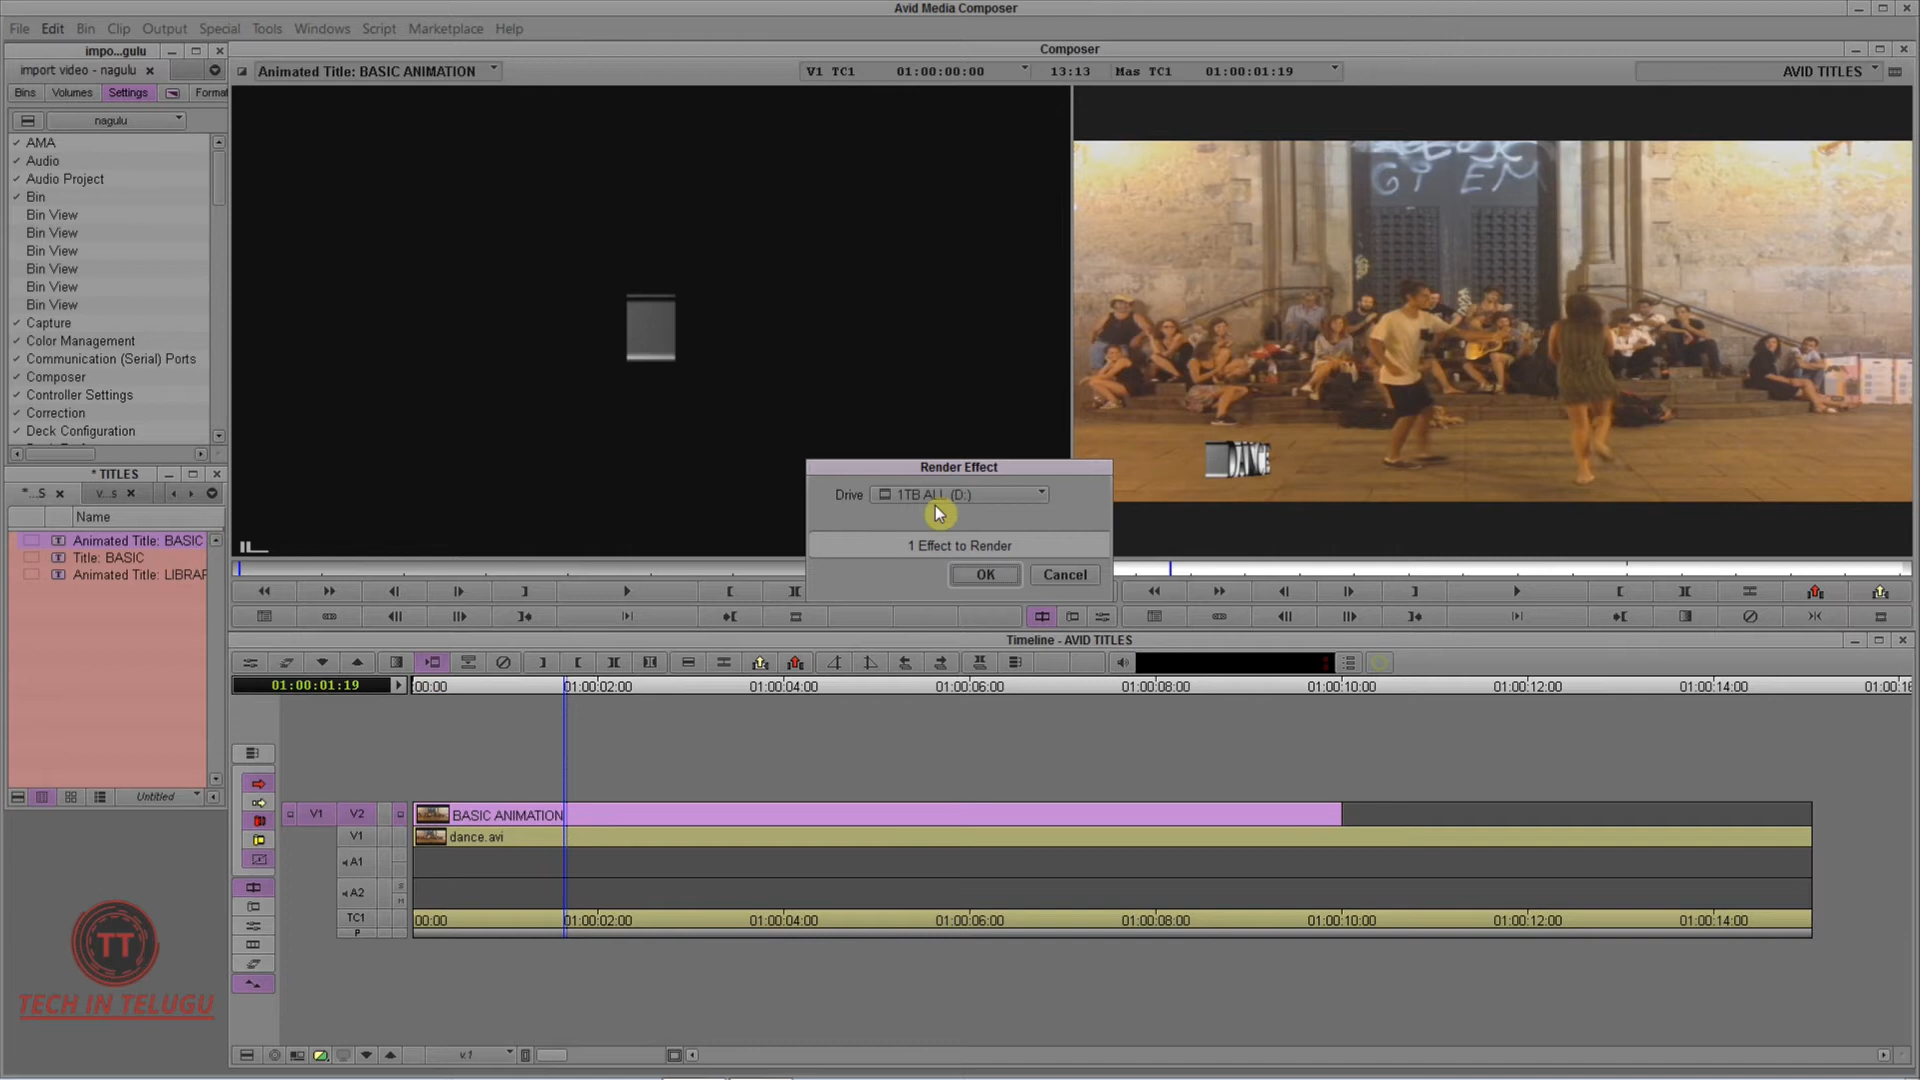 Avid Media Composer
File Edit Bin Clip Output Special Tools Windows Script Marketplace Help
impo...gulu
Composer
import video - nagulu
Animated Title: BASIC ANIMATION
V1 TC1 01:00:00:00 13:13 Mas TC1 01:00:01:19
AVID TITLES
Bins Volumes Settings Format
nagulu
AMA
Audio
Audio Project
Bin
Bin View
Bin View
Bin View
Bin View
Bin View
Bin View
Capture
Color Management
Communication (Serial) Ports
Composer
Controller Settings
Correction
Deck Configuration
Render Effect
Drive 1TB ALL (D:)
1 Effect to Render
OK Cancel
* TITLES
*...S v...s
Name
Animated Title: BASIC
Title: BASIC
Animated Title: LIBRAR
Untitled
Timeline - AVID TITLES
01:00:01:19
:00:00 01:00:02:00 01:00:04:00 01:00:06:00 01:00:08:00 01:00:10:00 01:00:12:00 01:00:14:00 01:00:16
V1 V2 BASIC ANIMATION
V1 dance.avi
A1
A2 S M
TC1 00:00 01:00:02:00 01:00:04:00 01:00:06:00 01:00:08:00 01:00:10:00 01:00:12:00 01:00:14:00
P
TT
TECH IN TELUGU
v.1